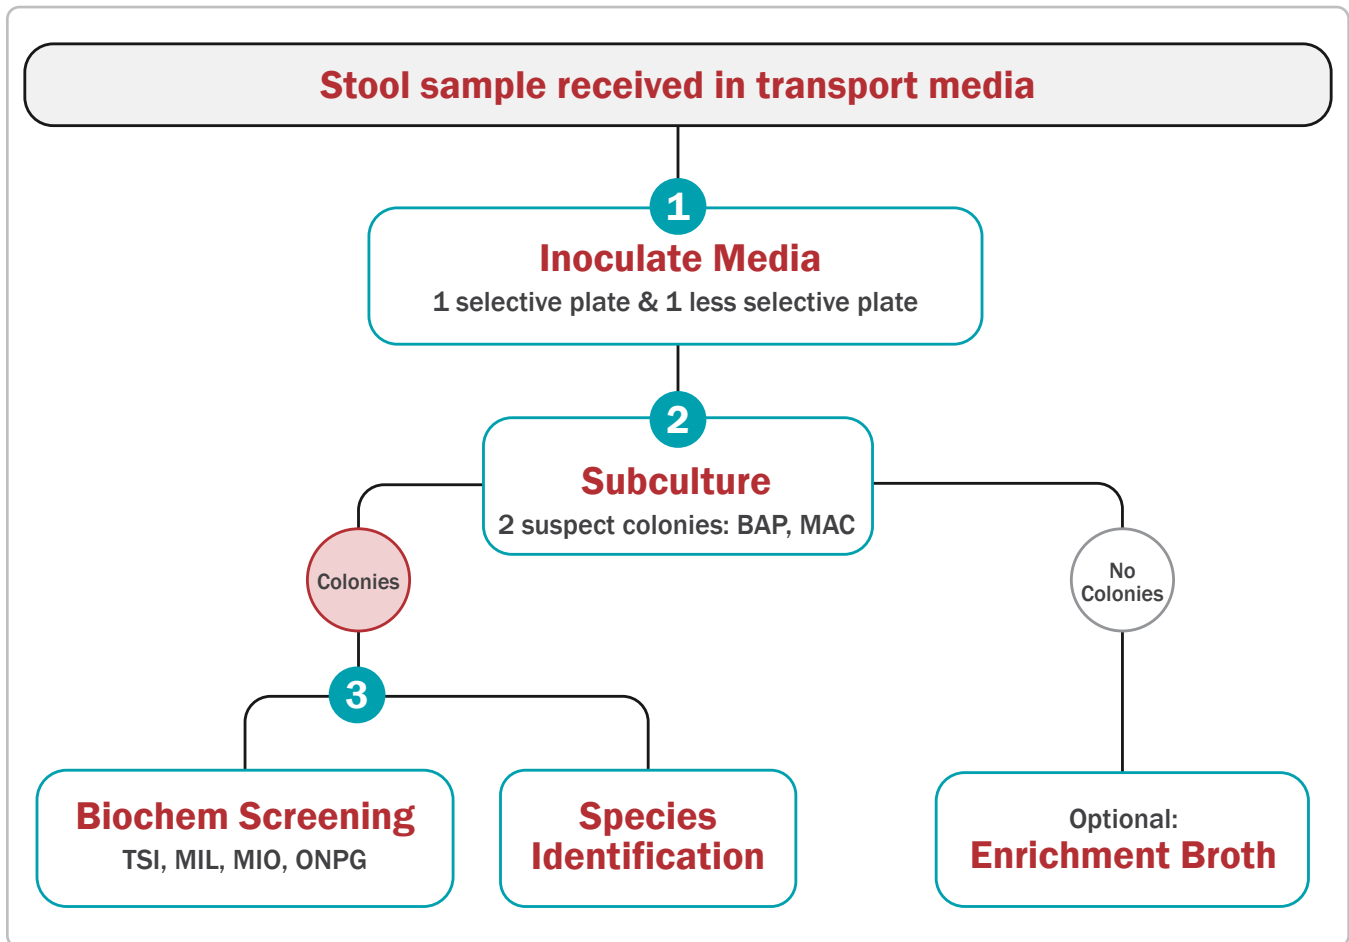 Stool sample received in transport media
1
Inoculate Media
1 selective plate & 1 less selective plate
2
Subculture
2 suspect colonies: BAP, MAC
Colonies
No
Colonies
3
Biochem Screening
TSI, MIL, MIO, ONPG
Species
Identification
Optional:
Enrichment Broth